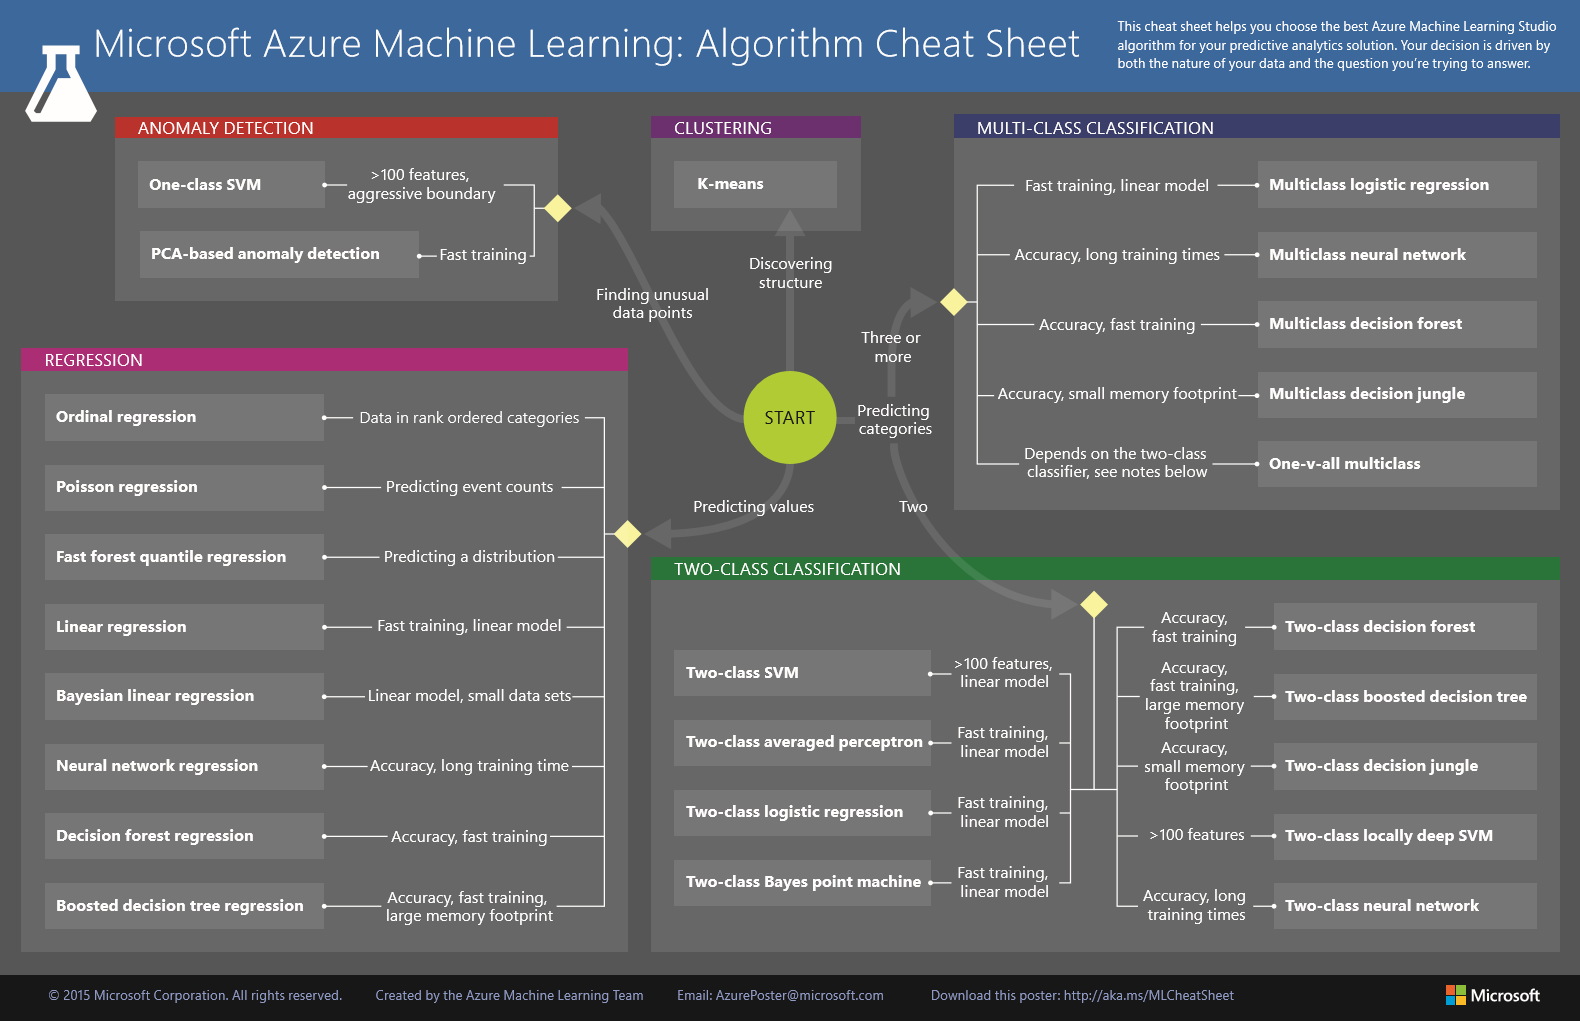 Microsoft Azure Machine Learning: Algorithm Cheat Sheet
This cheat sheet helps you choose the best Azure Machine Learning Studio
algorithm for your predictive analytics solution. Your decision is driven by
both the nature of your data and the question you're trying to answer.
ANOMALY DETECTION
One-class SVM
>100 features,
aggressive boundary
PCA-based anomaly detection
Fast training
CLUSTERING
K-means
MULTI-CLASS CLASSIFICATION
Fast training, linear model
Multiclass logistic regression
Accuracy, long training times
Multiclass neural network
Accuracy, fast training
Multiclass decision forest
Accuracy, small memory footprint
Multiclass decision jungle
Depends on the two-class
classifier, see notes below
One-v-all multiclass
Finding unusual
data points
Discovering
structure
Three or
more
START
Predicting
categories
Predicting values
Two
REGRESSION
Ordinal regression
Data in rank ordered categories
Poisson regression
Predicting event counts
Fast forest quantile regression
Predicting a distribution
Linear regression
Fast training, linear model
Bayesian linear regression
Linear model, small data sets
Neural network regression
Accuracy, long training time
Decision forest regression
Accuracy, fast training
Boosted decision tree regression
Accuracy, fast training,
large memory footprint
TWO-CLASS CLASSIFICATION
Two-class SVM
>100 features,
linear model
Two-class averaged perceptron
Fast training,
linear model
Two-class logistic regression
Fast training,
linear model
Two-class Bayes point machine
Fast training,
linear model
Accuracy,
fast training
Two-class decision forest
Accuracy,
fast training,
large memory
footprint
Two-class boosted decision tree
Accuracy,
small memory
footprint
Two-class decision jungle
>100 features
Two-class locally deep SVM
Accuracy, long
training times
Two-class neural network
© 2015 Microsoft Corporation. All rights reserved.
Created by the Azure Machine Learning Team
Email: AzurePoster@microsoft.com
Download this poster: http://aka.ms/MLCheatSheet
Microsoft